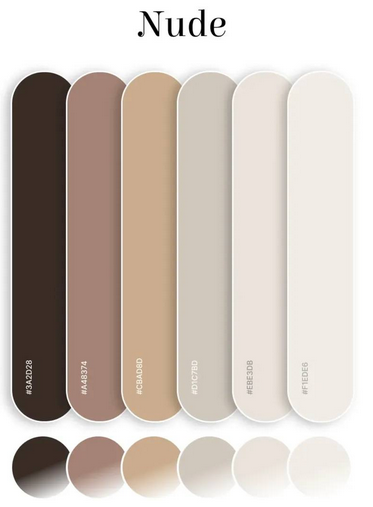 Nude
#3A2D28
#A48374
#CBAD8D
#D1C7BD
#EBE3DB
#F1EDE6